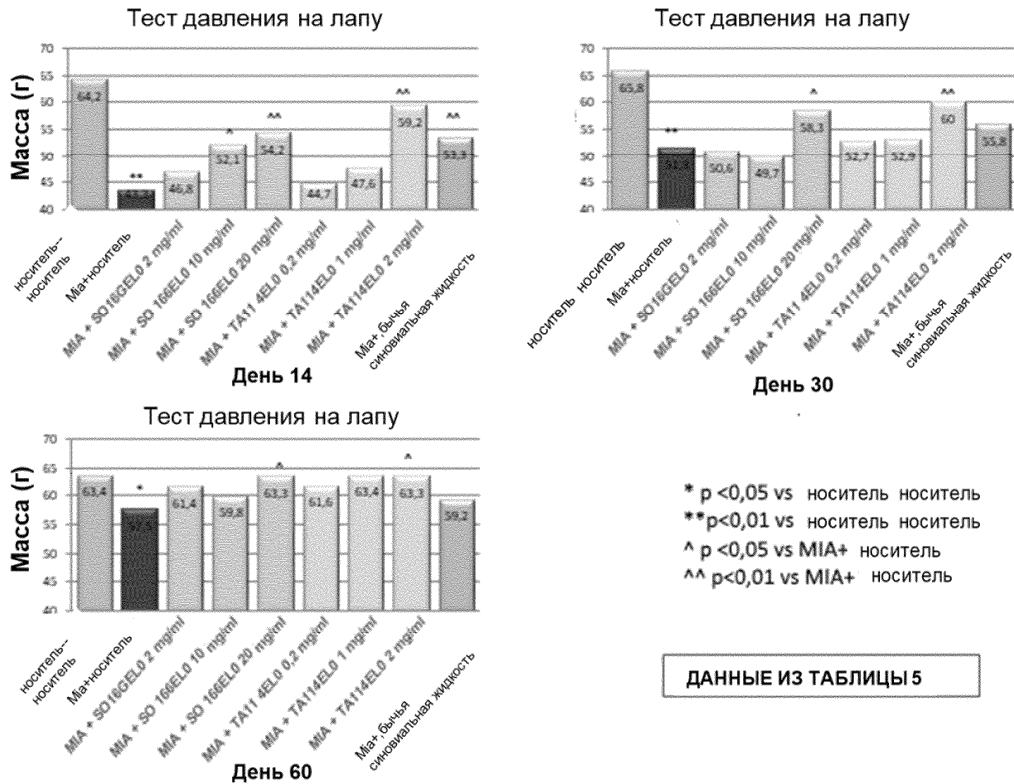 Тест давления на лапу
Масса (г)
70
65
60
55
50
45
40
64,2
**
46,8
^
52,1
^^
54,2
44,7
47,6
^^
59,2
^^
53,3
носитель--
носитель
Mia+носитель
MIA + SO16GEL0 2 mg/ml
MIA + SO 166EL0 10 mg/ml
MIA + SO 166EL0 20 mg/ml
MIA + TA11 4EL0 0,2 mg/ml
MIA + TA114EL0 1 mg/ml
MIA + TA114EL0 2 mg/ml
Mia+, бычья
синовиальная жидкость
День 14
Тест давления на лапу
70
65
60
55
50
45
40
65,8
**
50,6
49,7
^
58,3
52,7
52,9
^^
60
55,8
носитель носитель
Mia+носитель
MIA + SO16GEL0 2 mg/ml
MIA + SO 166EL0 10 mg/ml
MIA + SO 166EL0 20 mg/ml
MIA + TA11 4EL0 0,2 mg/ml
MIA + TA114EL0 1 mg/ml
MIA + TA114EL0 2 mg/ml
Mia+, бычья
синовиальная жидкость
День 30
Тест давления на лапу
Масса (г)
70
65
60
55
50
40
63,4
*
61,4
59,8
^
63,3
61,6
63,4
^
63,3
59,2
носитель--
носитель
Mia+носитель
MIA + SO16GEL0 2 mg/ml
MIA + SO 166EL0 10 mg/ml
MIA + SO 166EL0 20 mg/ml
MIA + TA11 4EL0 0,2 mg/ml
MIA + TA114EL0 1 mg/ml
MIA + TA114EL0 2 mg/ml
Mia+, бычья
синовиальная жидкость
День 60
* p <0,05 vs носитель носитель
**p<0,01 vs носитель носитель
^ p <0,05 vs MIA+ носитель
^^ p<0,01 vs MIA+ носитель
ДАННЫЕ ИЗ ТАБЛИЦЫ 5